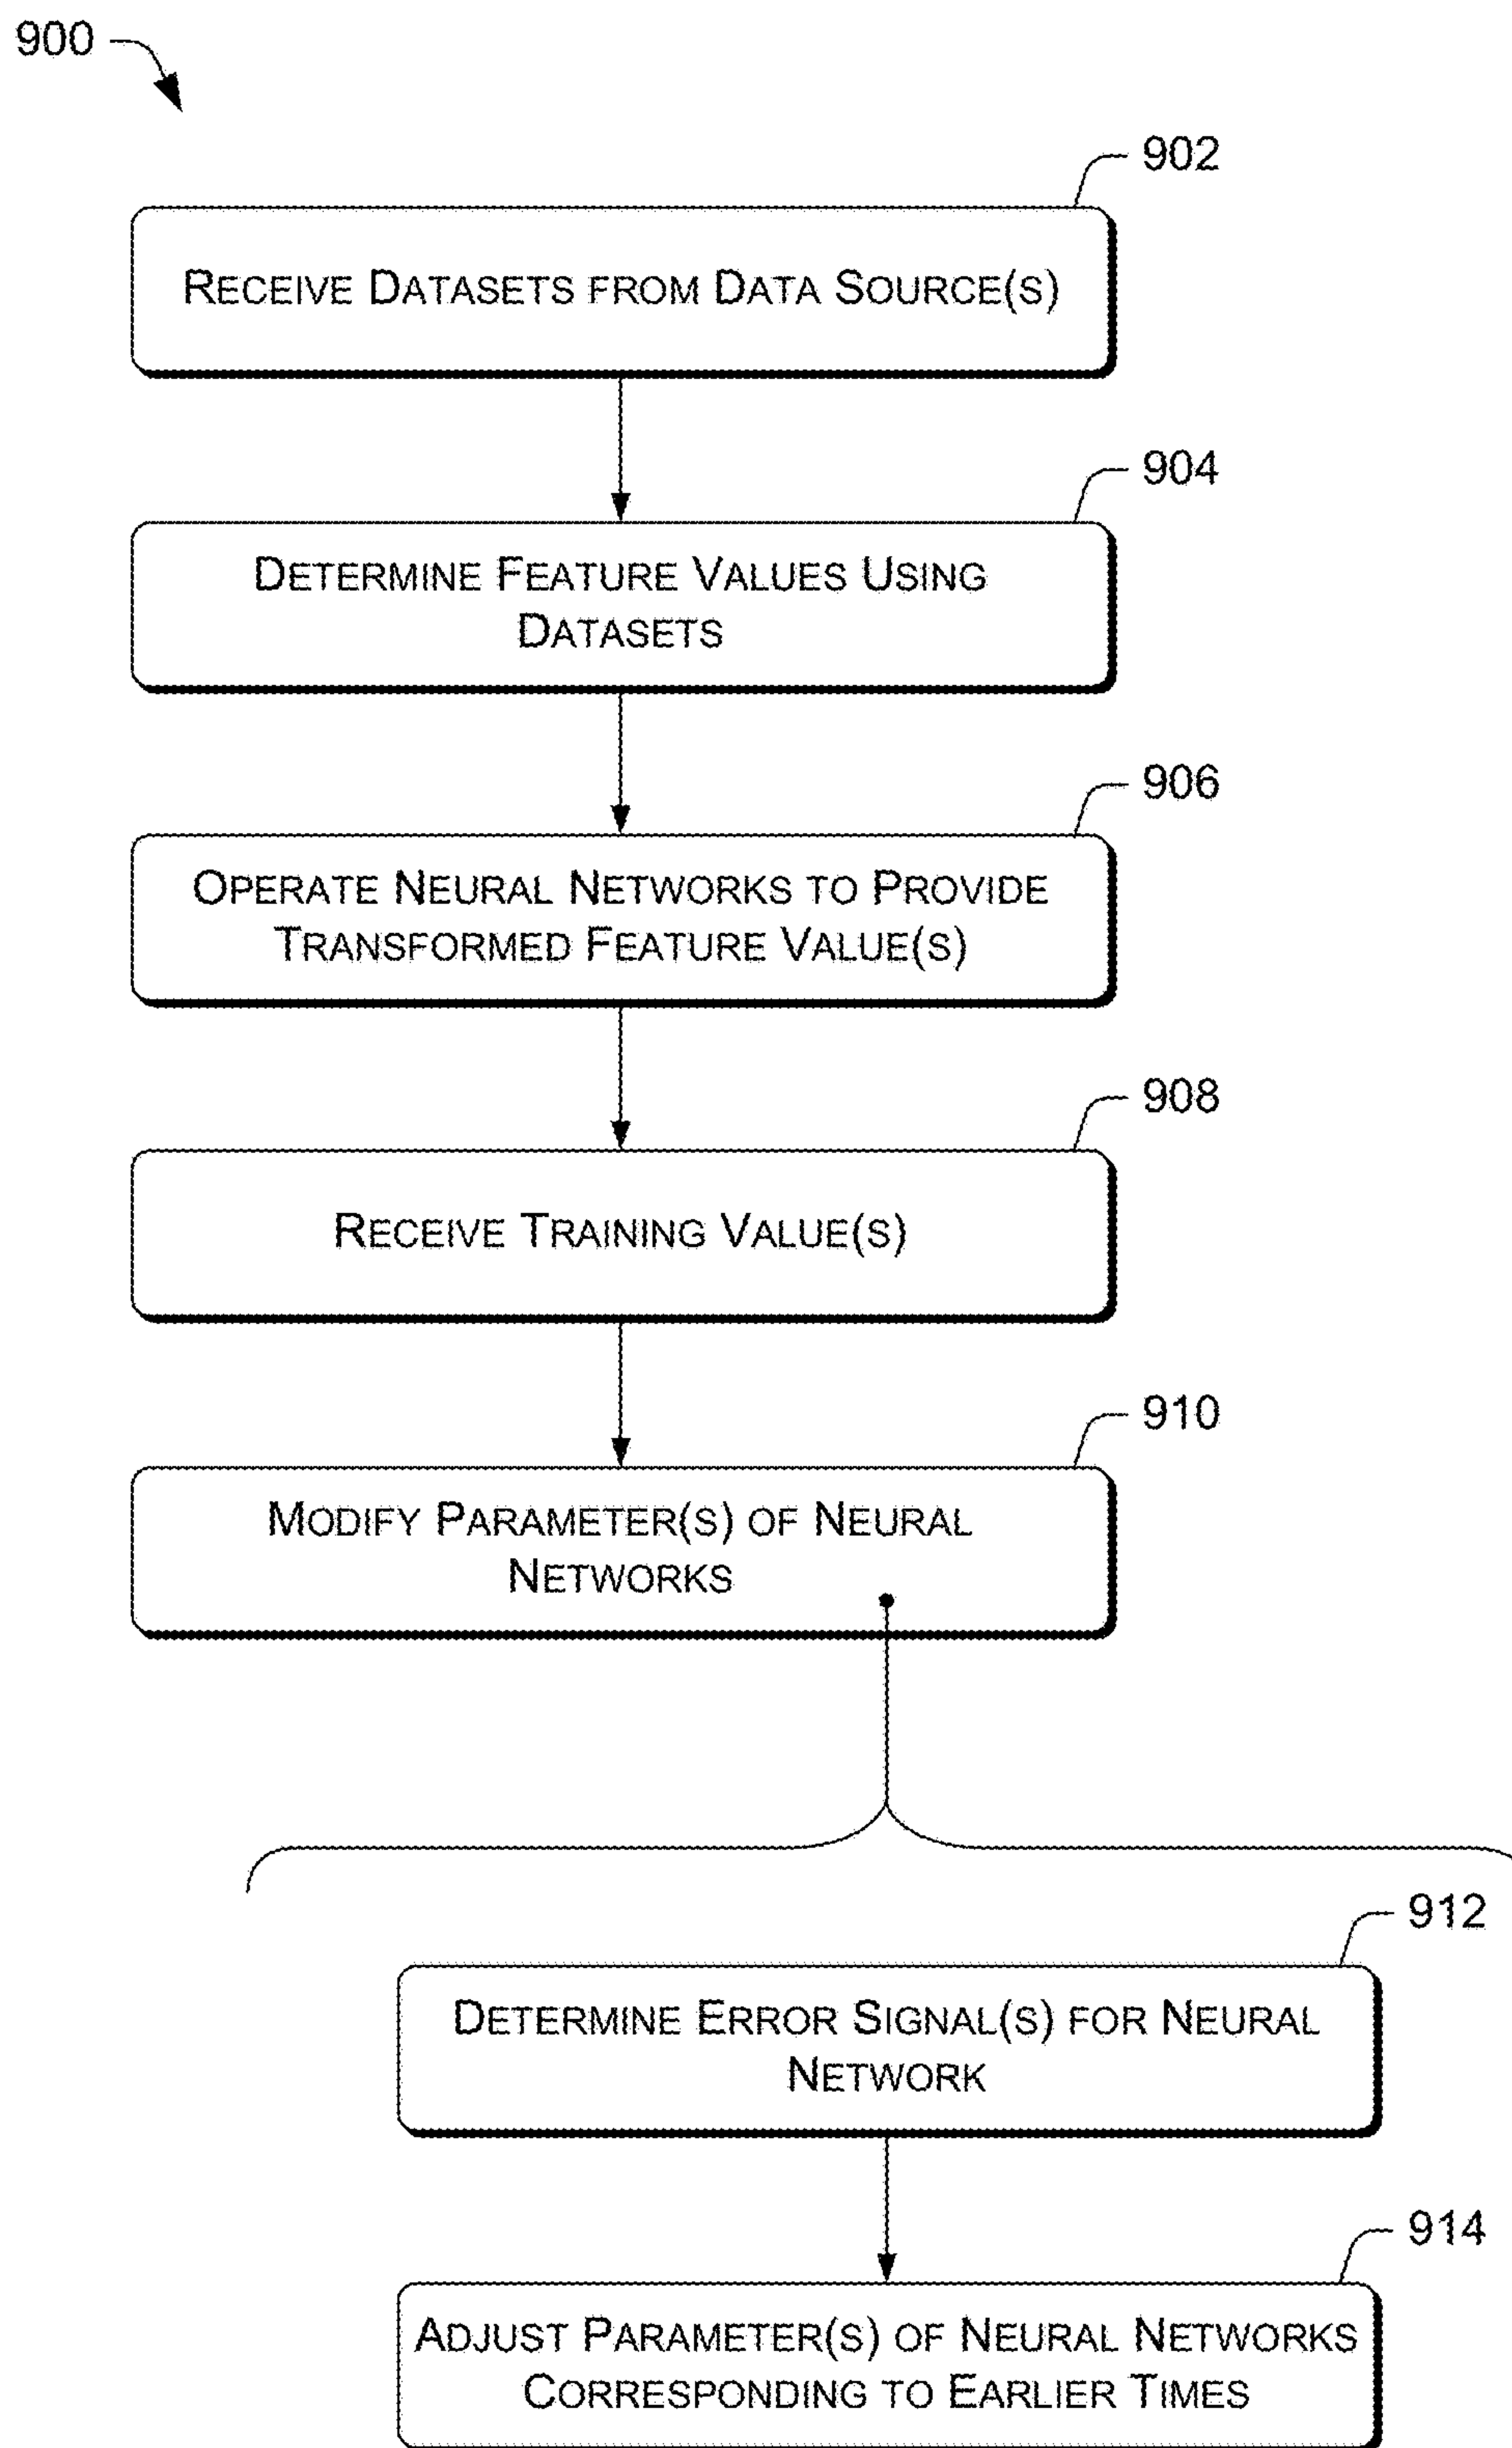 900
902
RECEIVE DATASETS FROM DATA SOURCE(S)
904
DETERMINE FEATURE VALUES USING
DATASETS
906
OPERATE NEURAL NETWORKS TO PROVIDE
TRANSFORMED FEATURE VALUE(S)
908
RECEIVE TRAINING VALUE(S)
910
MODIFY PARAMETER(S) OF NEURAL
NETWORKS
912
DETERMINE ERROR SIGNAL(S) FOR NEURAL
NETWORK
914
ADJUST PARAMETER(S) OF NEURAL NETWORKS
CORRESPONDING TO EARLIER TIMES